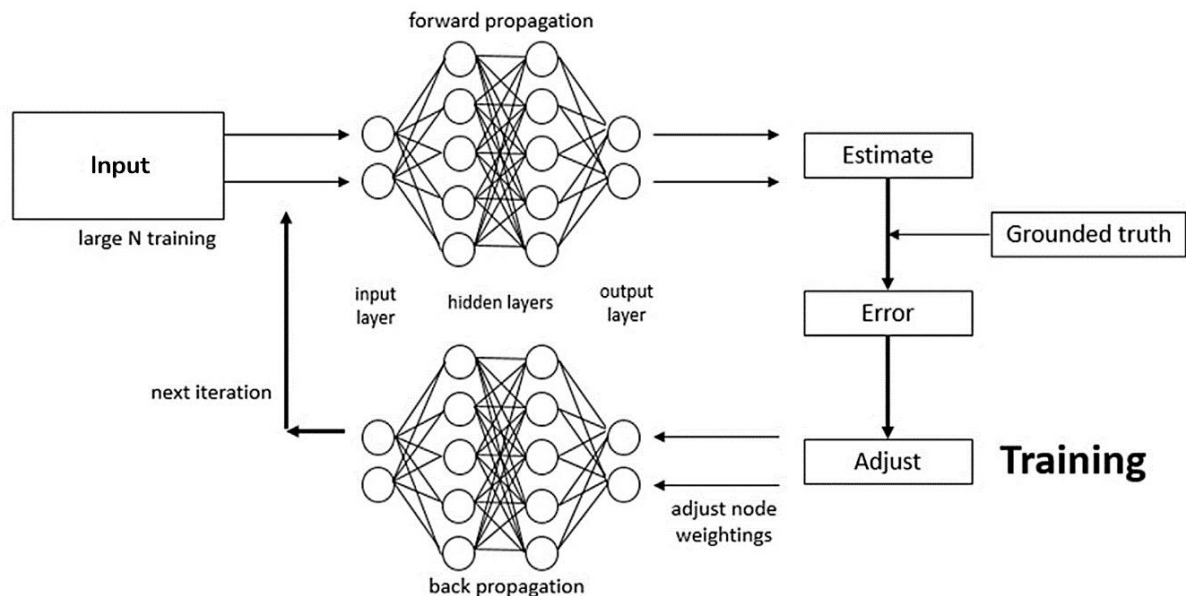 forward propagation
Input
large N training
Estimate
Grounded truth
input
layer
hidden layers
output
layer
Error
next iteration
Adjust
Training
adjust node
weightings
back propagation